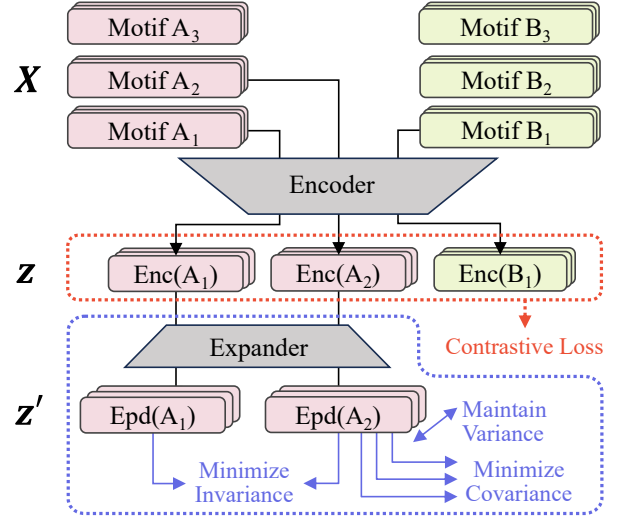 Motif A₃
Motif B₃
X
Motif A₂
Motif B₂
Motif A₁
Motif B₁
Encoder
z
Enc(A₁)
Enc(A₂)
Enc(B₁)
Expander
Contrastive Loss
z′
Epd(A₁)
Epd(A₂)
Maintain
Variance
Minimize
Invariance
Minimize
Covariance